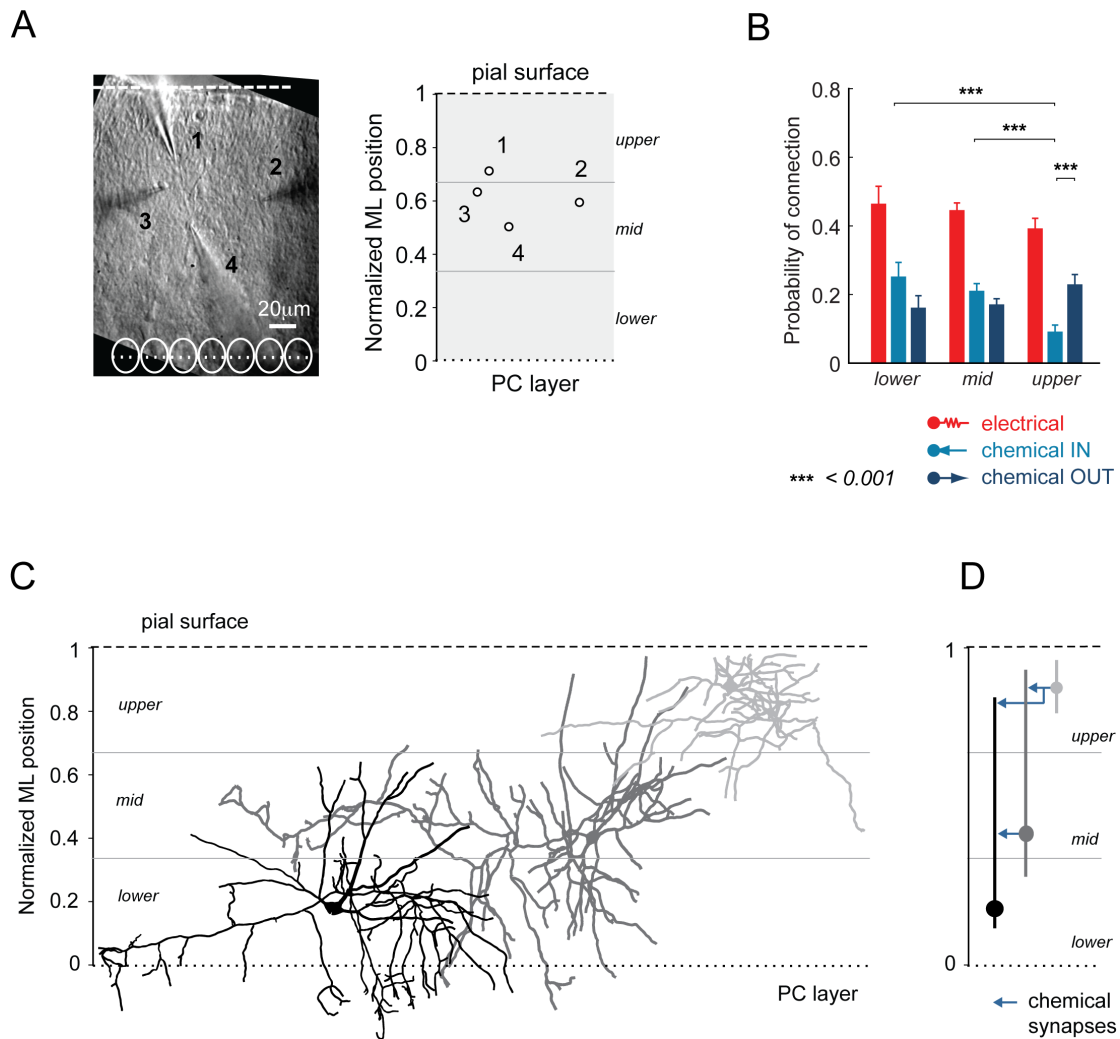 A
pial surface
1
2
3
4
20μm
Normalized ML position
1
0.8
0.6
0.4
0.2
0
1
2
3
4
upper
mid
lower
PC layer
B
Probability of connection
0.8
0.6
0.4
0.2
0
***
***
***
lower mid upper
electrical
chemical IN
chemical OUT
*** < 0.001
C
pial surface
Normalized ML position
1
0.8
0.6
0.4
0.2
0
upper
mid
lower
PC layer
D
1
0
upper
mid
lower
chemical
synapses